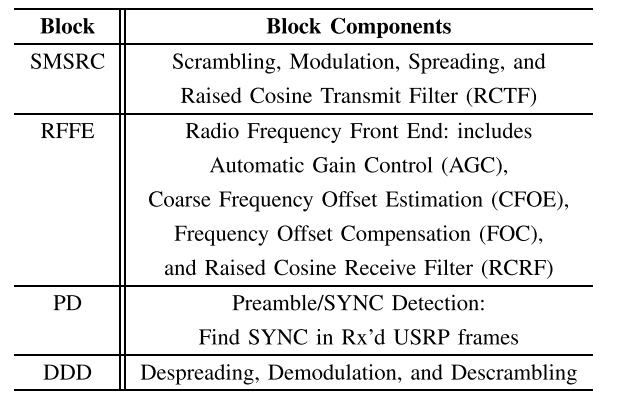 Block Block Components
SMSRC Scrambling, Modulation, Spreading, and
Raised Cosine Transmit Filter (RCTF)
RFFE Radio Frequency Front End: includes
Automatic Gain Control (AGC),
Coarse Frequency Offset Estimation (CFOE),
Frequency Offset Compensation (FOC),
and Raised Cosine Receive Filter (RCRF)
PD Preamble/SYNC Detection:
Find SYNC in Rx'd USRP frames
DDD Despreading, Demodulation, and Descrambling